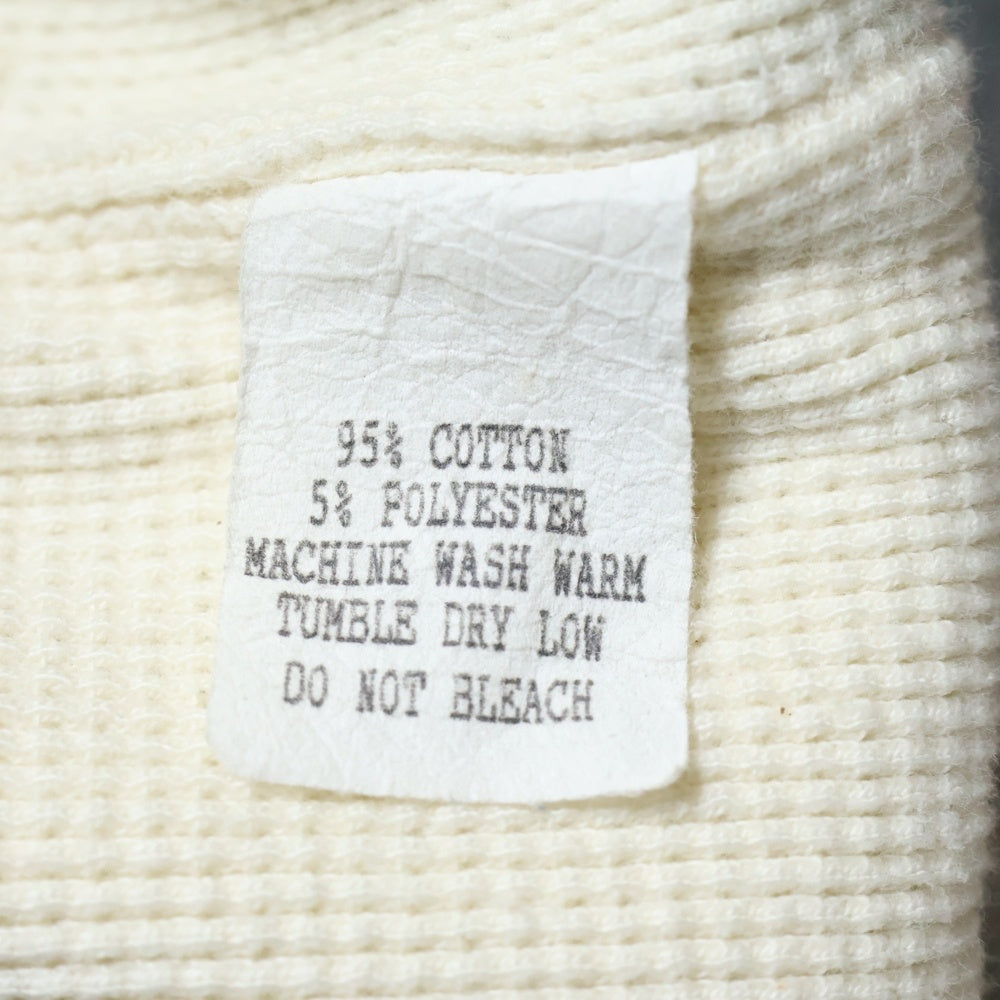 95% COTTON
5% POLYESTER
MACHINE WASH WARM
TUMBLE DRY LOW
DO NOT BLEACH